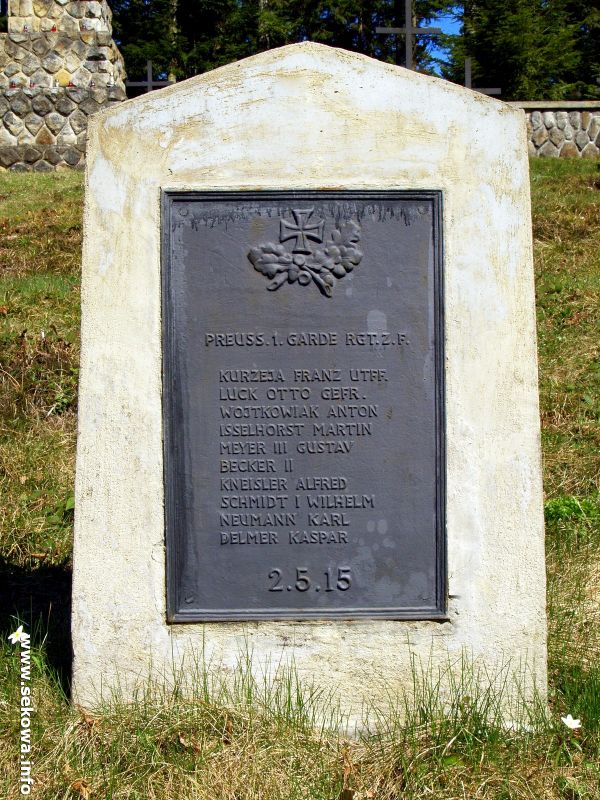 PREUSS. 1. GARDE RGT. Z. F.
KURZEJA FRANZ UTFF.
LUCK OTTO GEFR.
WOJTKOWIAK ANTON
ISSELHORST MARTIN
MEYER III GUSTAV
BECKER II
KNEISLER ALFRED
SCHMIDT I WILHELM
NEUMANN KARL
DELMER KASPAR
2.5.15
www.sekowa.info